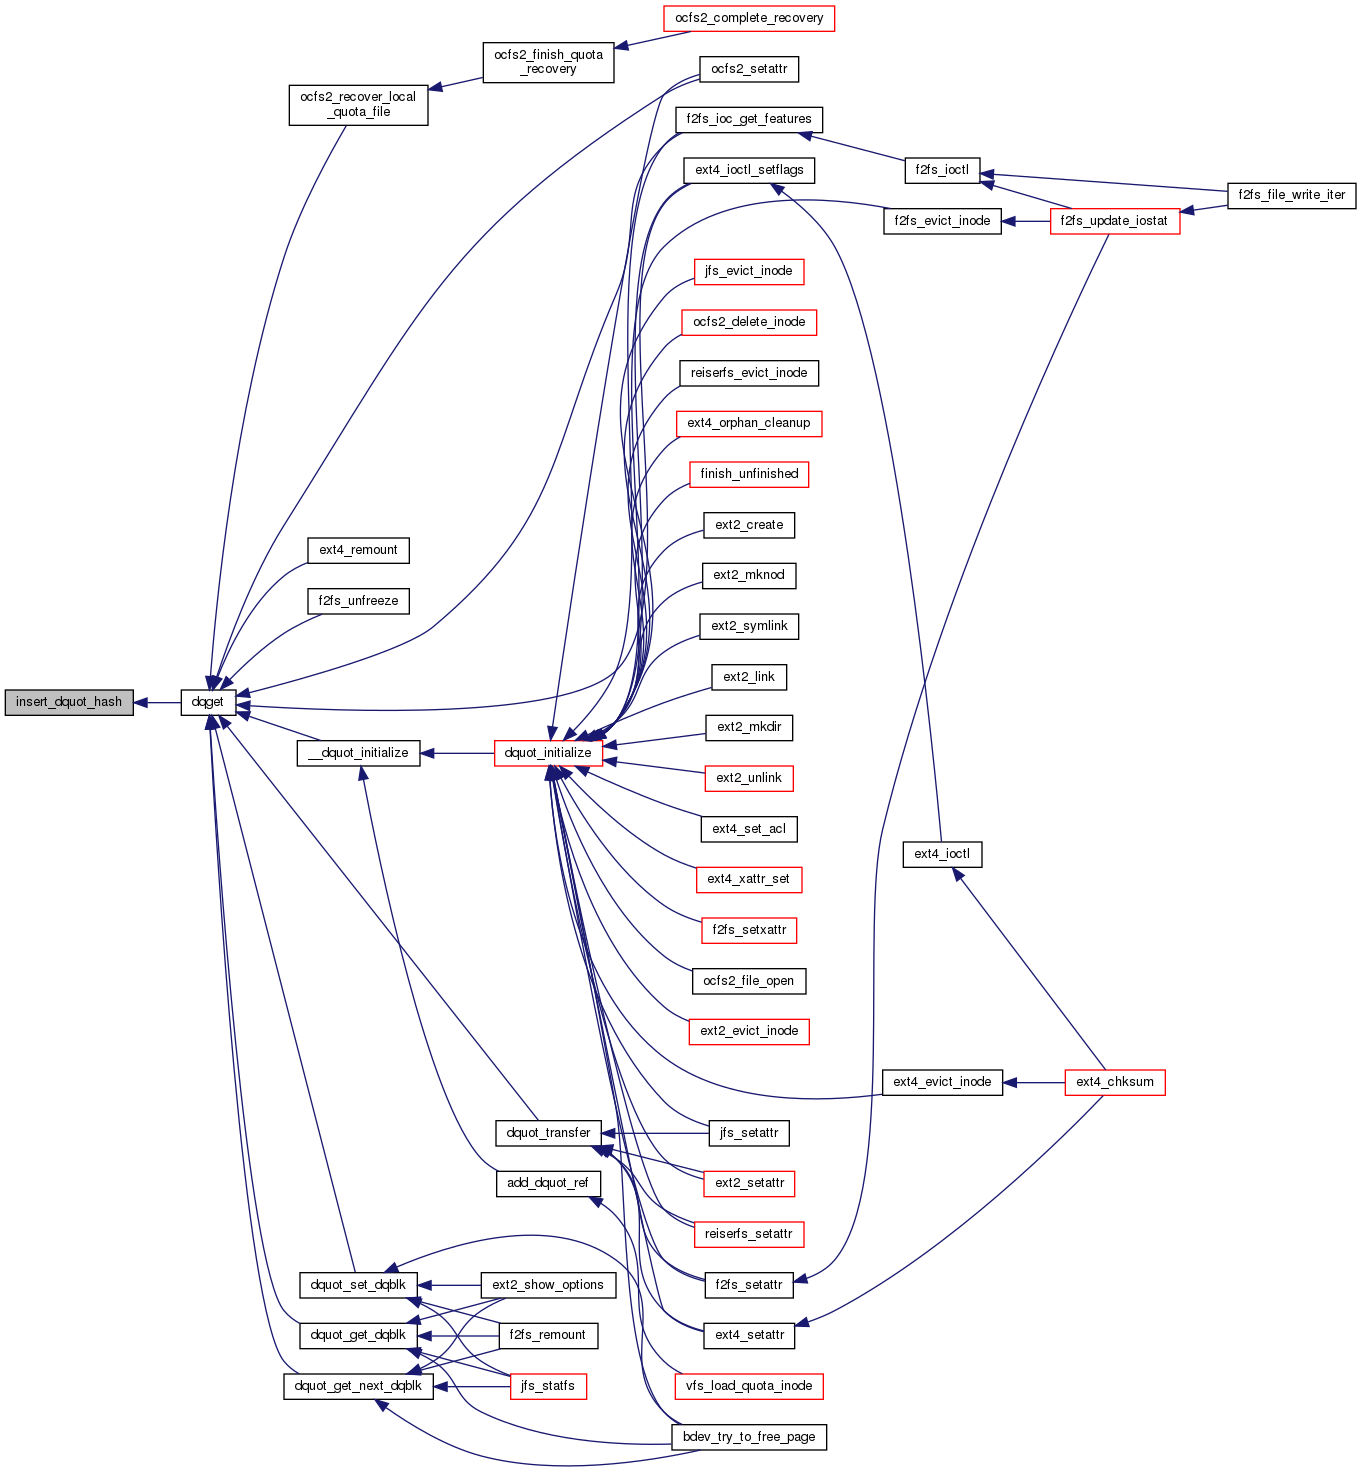 ocfs2_complete_recovery
ocfs2_finish_quota
_recovery
ocfs2_setattr
ocfs2_recover_local
_quota_file
f2fs_ioc_get_features
ext4_ioctl_setflags
f2fs_ioctl
f2fs_file_write_iter
f2fs_evict_inode
f2fs_update_iostat
jfs_evict_inode
ocfs2_delete_inode
reiserfs_evict_inode
ext4_orphan_cleanup
finish_unfinished
ext2_create
ext4_remount
ext2_mknod
f2fs_unfreeze
ext2_symlink
ext2_link
insert_dquot_hash
dqget
ext2_mkdir
__dquot_initialize
dquot_initialize
ext2_unlink
ext4_set_acl
ext4_ioctl
ext4_xattr_set
f2fs_setxattr
ocfs2_file_open
ext2_evict_inode
ext4_evict_inode
ext4_chksum
dquot_transfer
jfs_setattr
add_dquot_ref
ext2_setattr
reiserfs_setattr
dquot_set_dqblk
ext2_show_options
f2fs_setattr
dquot_get_dqblk
f2fs_remount
ext4_setattr
dquot_get_next_dqblk
jfs_statfs
vfs_load_quota_inode
bdev_try_to_free_page